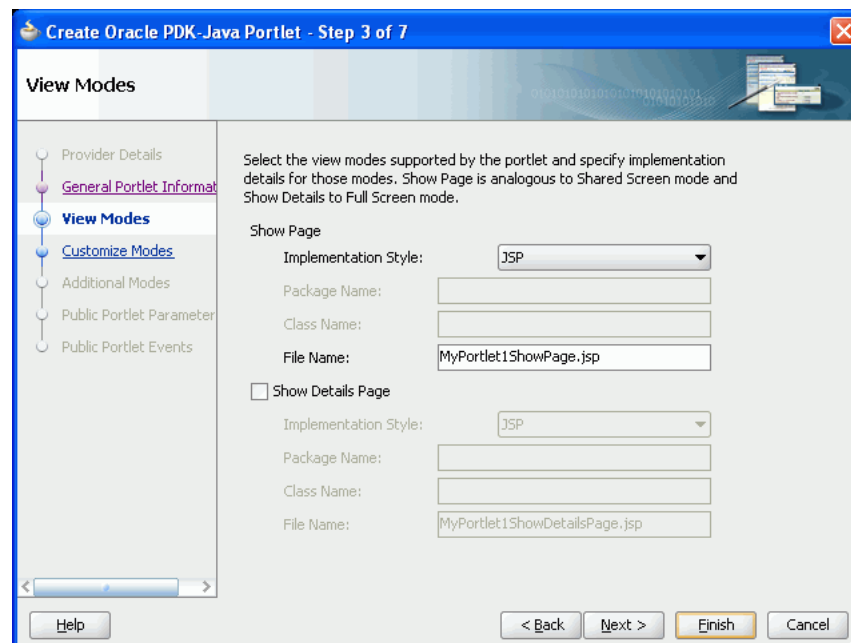 Create Oracle PDK-Java Portlet - Step 3 of 7
View Modes
Provider Details
General Portlet Informat
View Modes
Customize Modes
Additional Modes
Public Portlet Parameter
Public Portlet Events
Select the view modes supported by the portlet and specify implementation
details for those modes. Show Page is analogous to Shared Screen mode and
Show Details to Full Screen mode.
Show Page
Implementation Style: JSP
Package Name:
Class Name:
File Name: MyPortlet1ShowPage.jsp
Show Details Page
Implementation Style: JSP
Package Name:
Class Name:
File Name: MyPortlet1ShowDetailsPage.jsp
Help < Back Next > Finish Cancel